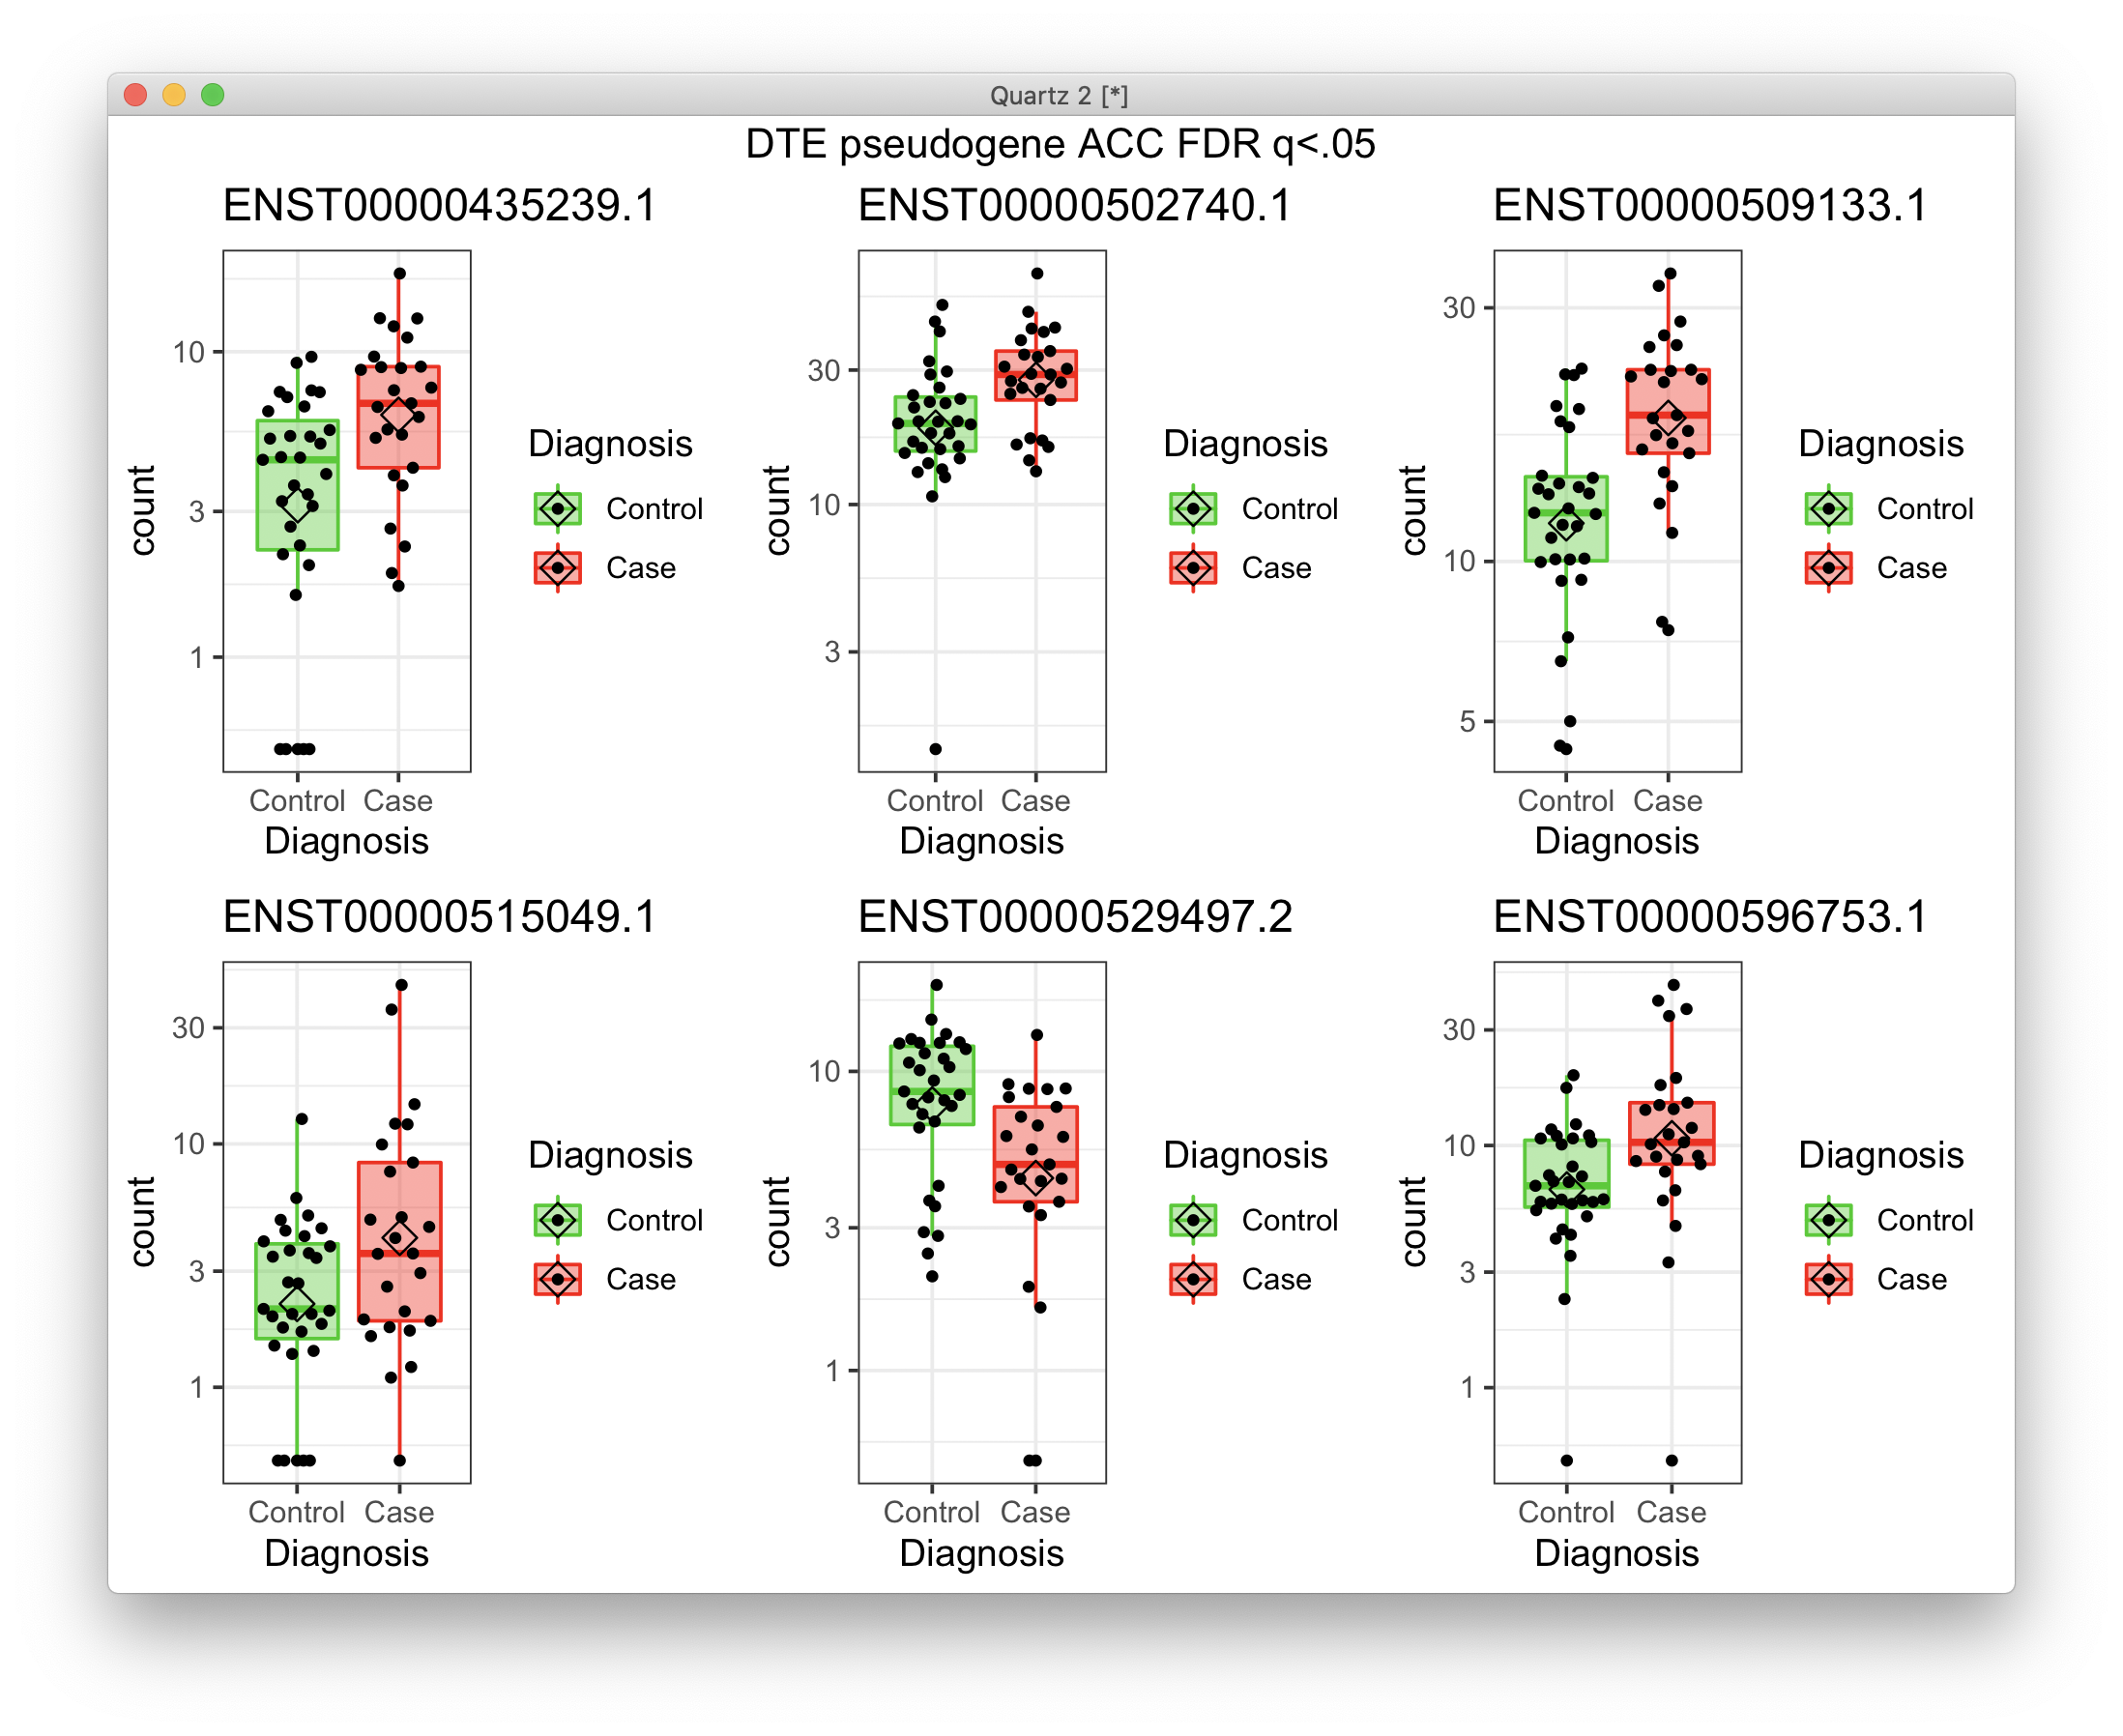 Quartz 2 [*]
DTE pseudogene ACC FDR q<.05
ENST00000435239.1
count
10
3
1
Control Case
Diagnosis
Diagnosis
Control
Case
ENST00000502740.1
count
30
10
3
Control Case
Diagnosis
Diagnosis
Control
Case
ENST00000509133.1
count
30
10
5
Control Case
Diagnosis
Diagnosis
Control
Case
ENST00000515049.1
count
30
10
3
1
Control Case
Diagnosis
Diagnosis
Control
Case
ENST00000529497.2
count
10
3
1
Control Case
Diagnosis
Diagnosis
Control
Case
ENST00000596753.1
count
30
10
3
1
Control Case
Diagnosis
Diagnosis
Control
Case